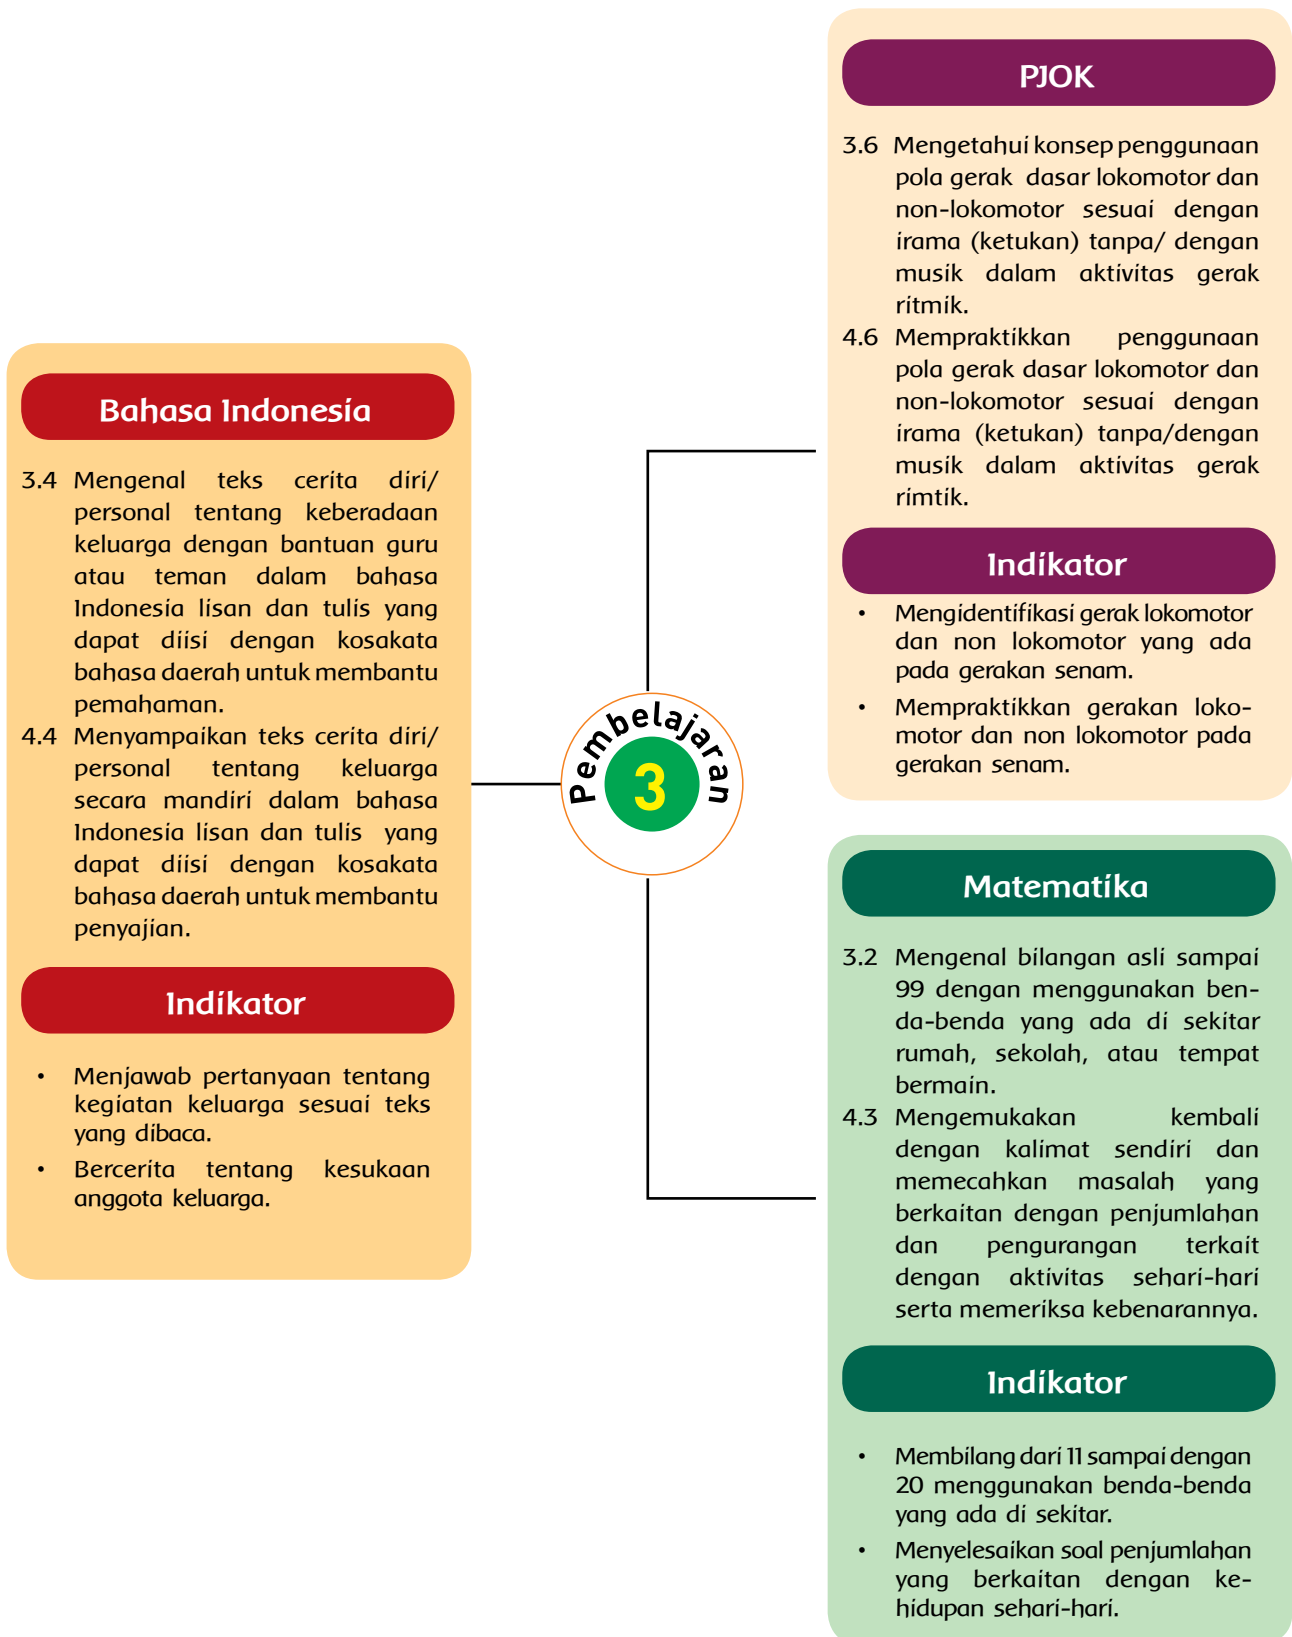 Bahasa Indonesia
3.4 Mengenal teks cerita diri/
personal tentang keberadaan
keluarga dengan bantuan guru
atau teman dalam bahasa
Indonesia lisan dan tulis yang
dapat diisi dengan kosakata
bahasa daerah untuk membantu
pemahaman.
4.4 Menyampaikan teks cerita diri/
personal tentang keluarga
secara mandiri dalam bahasa
Indonesia lisan dan tulis yang
dapat diisi dengan kosakata
bahasa daerah untuk membantu
penyajian.
Indikator
• Menjawab pertanyaan tentang
kegiatan keluarga sesuai teks
yang dibaca.
• Bercerita tentang kesukaan
anggota keluarga.
Pembelajaran
3
PJOK
3.6 Mengetahui konsep penggunaan
pola gerak dasar lokomotor dan
non-lokomotor sesuai dengan
irama (ketukan) tanpa/ dengan
musik dalam aktivitas gerak
ritmik.
4.6 Mempraktikkan penggunaan
pola gerak dasar lokomotor dan
non-lokomotor sesuai dengan
irama (ketukan) tanpa/dengan
musik dalam aktivitas gerak
rimtik.
Indikator
• Mengidentifikasi gerak lokomotor
dan non lokomotor yang ada
pada gerakan senam.
• Mempraktikkan gerakan loko-
motor dan non lokomotor pada
gerakan senam.
Matematika
3.2 Mengenal bilangan asli sampai
99 dengan menggunakan ben-
da-benda yang ada di sekitar
rumah, sekolah, atau tempat
bermain.
4.3 Mengemukakan kembali
dengan kalimat sendiri dan
memecahkan masalah yang
berkaitan dengan penjumlahan
dan pengurangan terkait
dengan aktivitas sehari-hari
serta memeriksa kebenarannya.
Indikator
• Membilang dari 11 sampai dengan
20 menggunakan benda-benda
yang ada di sekitar.
• Menyelesaikan soal penjumlahan
yang berkaitan dengan ke-
hidupan sehari-hari.